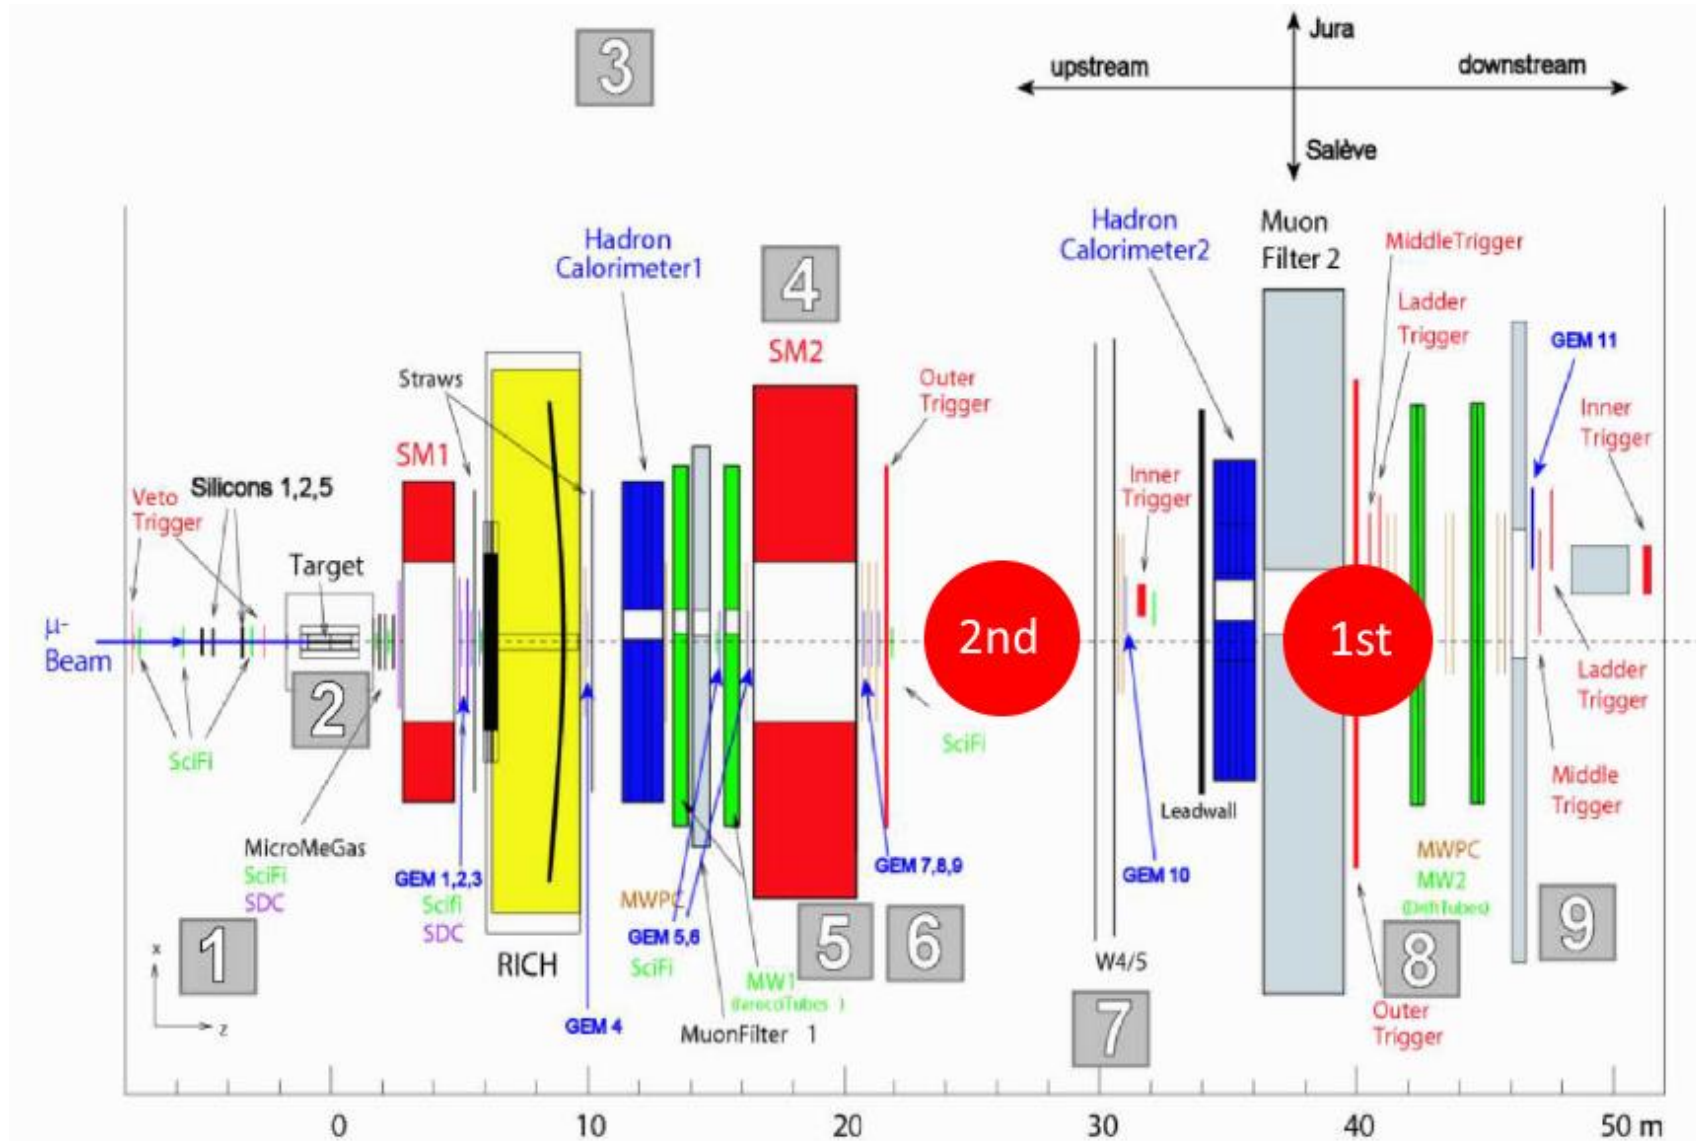 3
Jura
upstream
downstream
Salève
Hadron
Calorimeter1
4
SM2
Hadron
Calorimeter2
Muon
Filter 2
MiddleTrigger
Ladder
Trigger
GEM 11
Straws
Outer
Trigger
Inner
Trigger
SM1
Silicons 1,2,5
Veto
Trigger
Inner
Trigger
Target
μ-
Beam
2nd
1st
2
SciFi
SciFi
Ladder
Trigger
Middle
Trigger
Leadwall
MicroMeGas
SciFi
SDC
GEM 1,2,3
Scifi
SDC
MWPC
GEM 5,6
SciFi
GEM 7,8,9
GEM 10
MWPC
MW2
(DriftTubes)
1
RICH
5
6
W4/5
8
9
x
z
GEM 4
MW1
MuonFilter 1
7
Outer
Trigger
0
10
20
30
40
50 m